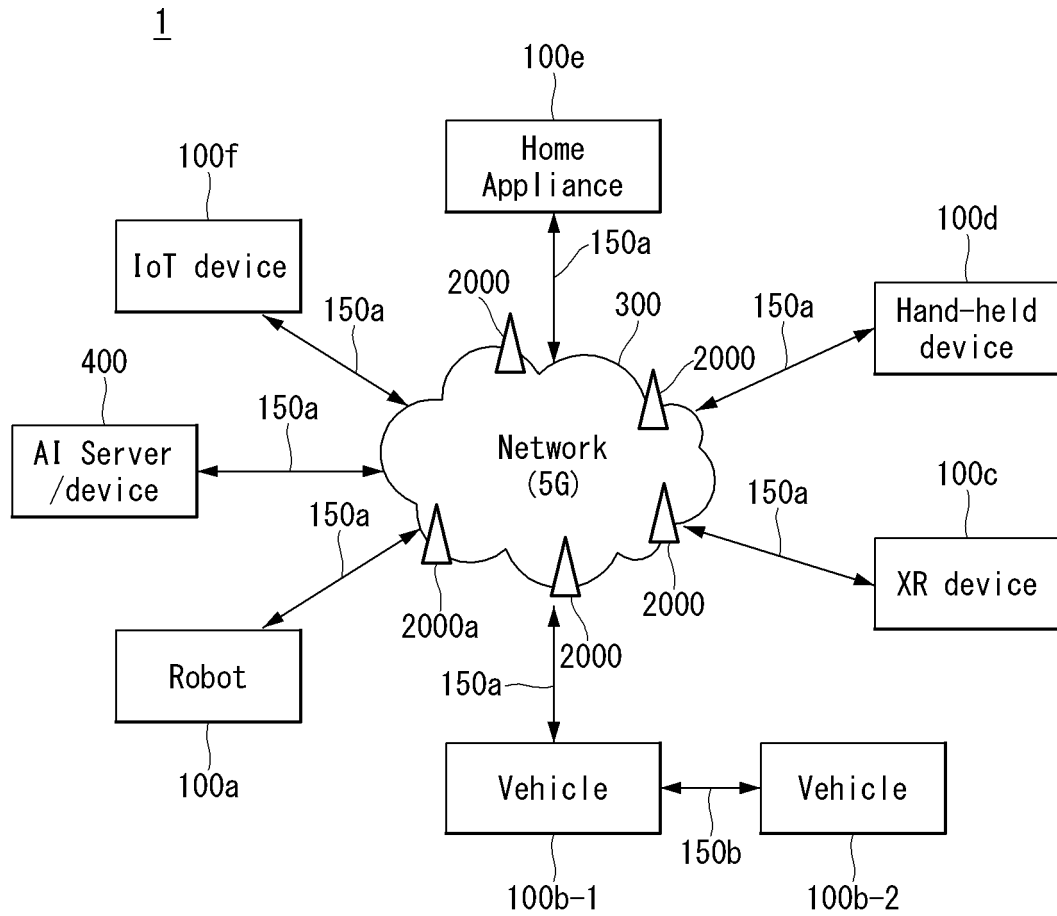 1
100e
Home
Appliance
100f
IoT device
150a
100d
Hand-held
device
2000
300
150a
150a
2000
400
AI Server
/device
150a
Network
(5G)
100c
XR device
150a
150a
2000a
2000
2000
Robot
100a
150a
Vehicle
Vehicle
150b
100b-1
100b-2